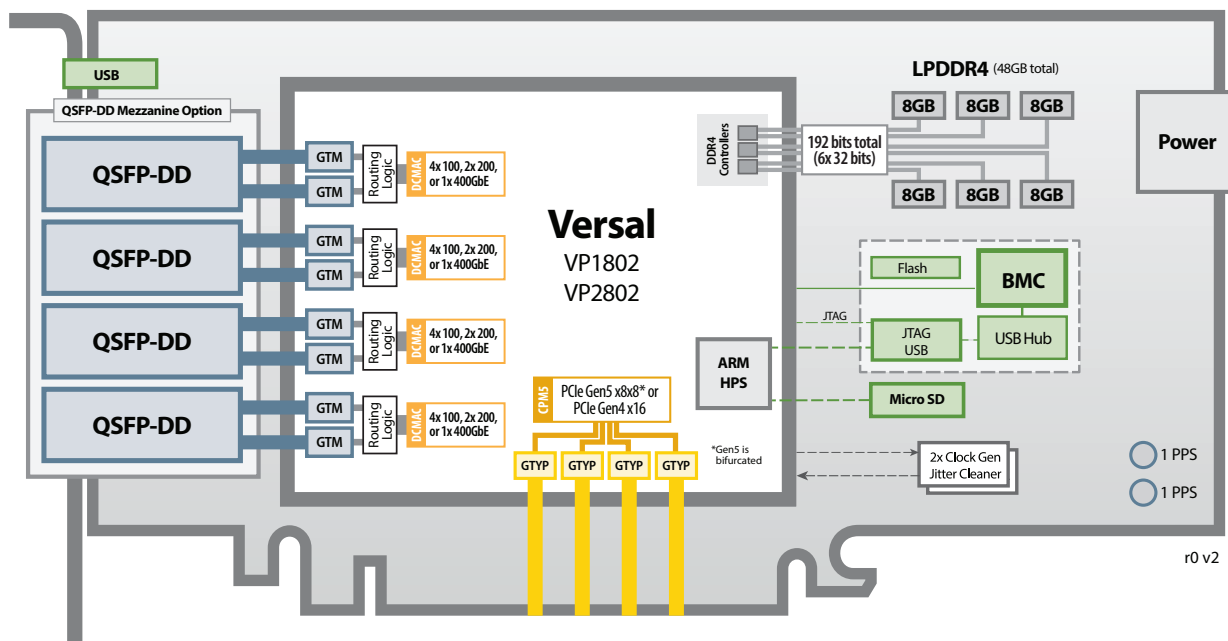 USB
QSFP-DD Mezzanine Option
QSFP-DD
GTM
GTM
Routing
Logic
DCMAC
4x 100, 2x 200,
or 1x 400GbE
QSFP-DD
GTM
GTM
Routing
Logic
DCMAC
4x 100, 2x 200,
or 1x 400GbE
QSFP-DD
GTM
GTM
Routing
Logic
DCMAC
4x 100, 2x 200,
or 1x 400GbE
QSFP-DD
GTM
GTM
Routing
Logic
DCMAC
4x 100, 2x 200,
or 1x 400GbE
Versal
VP1802
VP2802
CPM5
PCIe Gen5 x8x8* or
PCIe Gen4 x16
GTYP
GTYP
GTYP
GTYP
*Gen5 is
bifurcated
ARM
HPS
DDR4
Controllers
192 bits total
(6x 32 bits)
LPDDR4 (48GB total)
8GB
8GB
8GB
8GB
8GB
8GB
Power
Flash
BMC
JTAG
JTAG
USB
USB Hub
Micro SD
2x Clock Gen
Jitter Cleaner
1 PPS
1 PPS
r0 v2